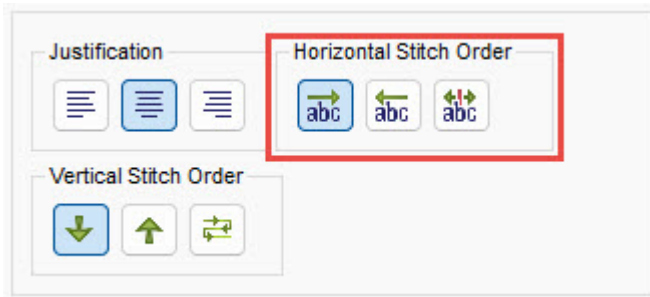 Justification
Horizontal Stitch Order
abc abc abc
Vertical Stitch Order